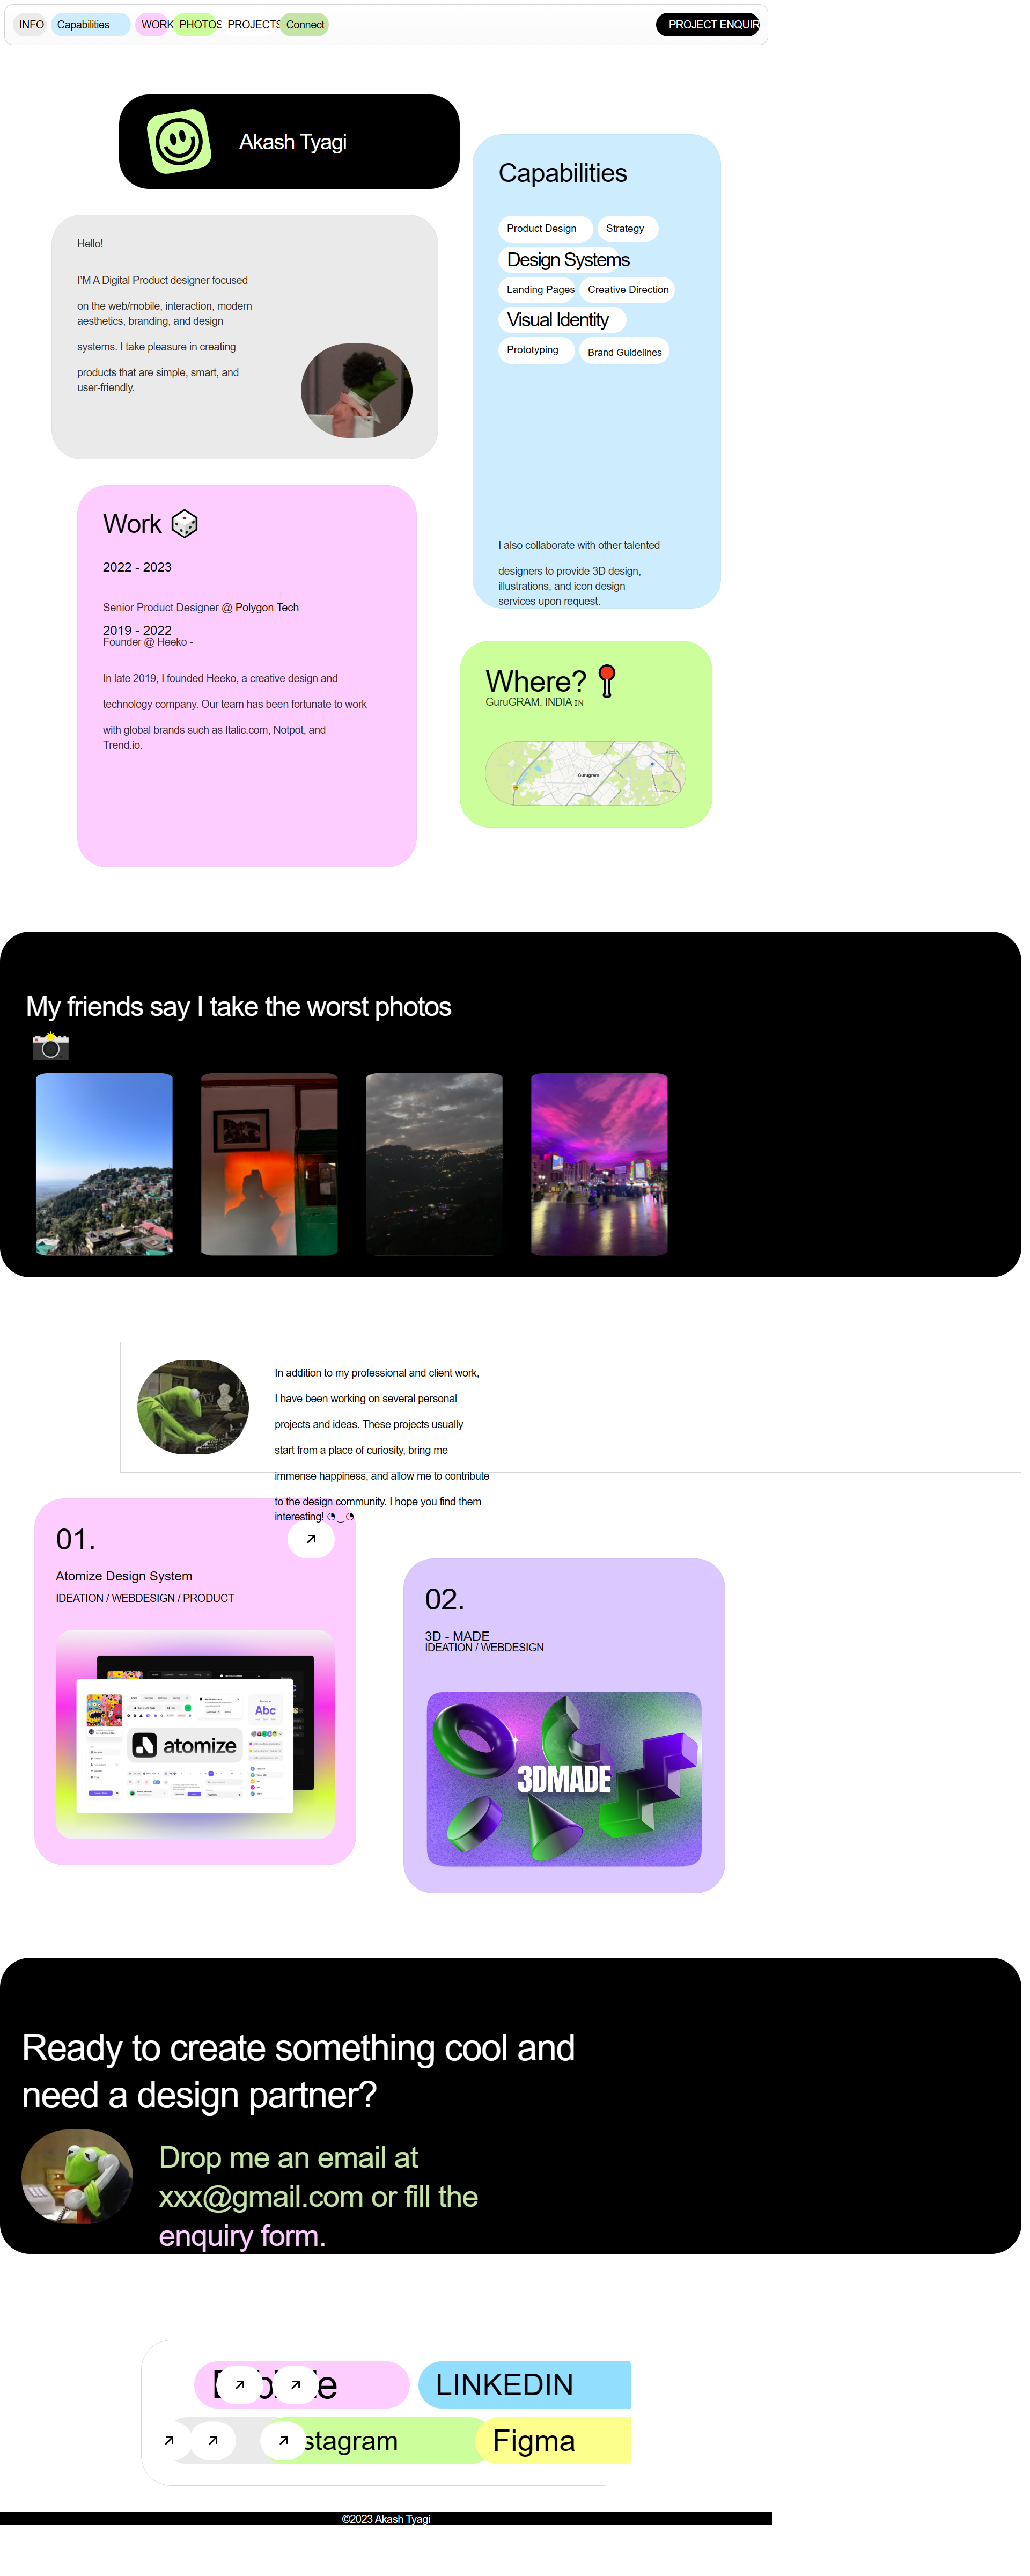 INFO
Capabilities
WORK
PHOTOS
PROJECTS
Connect
PROJECT ENQUIR
Akash Tyagi
Hello!
I'M A Digital Product designer focused
on the web/mobile, interaction, modern
aesthetics, branding, and design
systems. I take pleasure in creating
products that are simple, smart, and
user-friendly.
Capabilities
Product Design
Strategy
Design Systems
Landing Pages
Creative Direction
Visual Identity
Prototyping
Brand Guidelines
I also collaborate with other talented
designers to provide 3D design,
illustrations, and icon design
services upon request.
Work
2022 - 2023
Senior Product Designer @ Polygon Tech
2019 - 2022
Founder @ Heeko -
In late 2019, I founded Heeko, a creative design and
technology company. Our team has been fortunate to work
with global brands such as Italic.com, Notpot, and
Trend.io.
Where?
GuruGRAM, INDIA IN
Gurugram
My friends say I take the worst photos
In addition to my professional and client work,
I have been working on several personal
projects and ideas. These projects usually
start from a place of curiosity, bring me
immense happiness, and allow me to contribute
to the design community. I hope you find them
interesting! ◔‿◔
01.
Atomize Design System
IDEATION / WEBDESIGN / PRODUCT
Abc
atomize
02.
3D - MADE
IDEATION / WEBDESIGN
3DMADE
Ready to create something cool and
need a design partner?
Drop me an email at
xxx@gmail.com or fill the
enquiry form.
LINKEDIN
stagram
Figma
©2023 Akash Tyagi